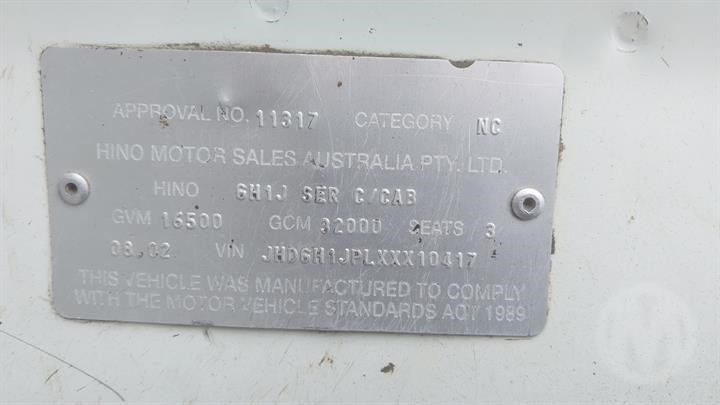 APPROVAL NO. 11317 CATEGORY NC
HINO MOTOR SALES AUSTRALIA PTY. LTD.
HINO GH1J SER C/CAB
GVM 16500 GCM 32000 SEATS 3
08.02 VIN JHDGH1JPLXXX10417
THIS VEHICLE WAS MANUFACTURED TO COMPLY
WITH THE MOTOR VEHICLE STANDARDS ACT 1989
M